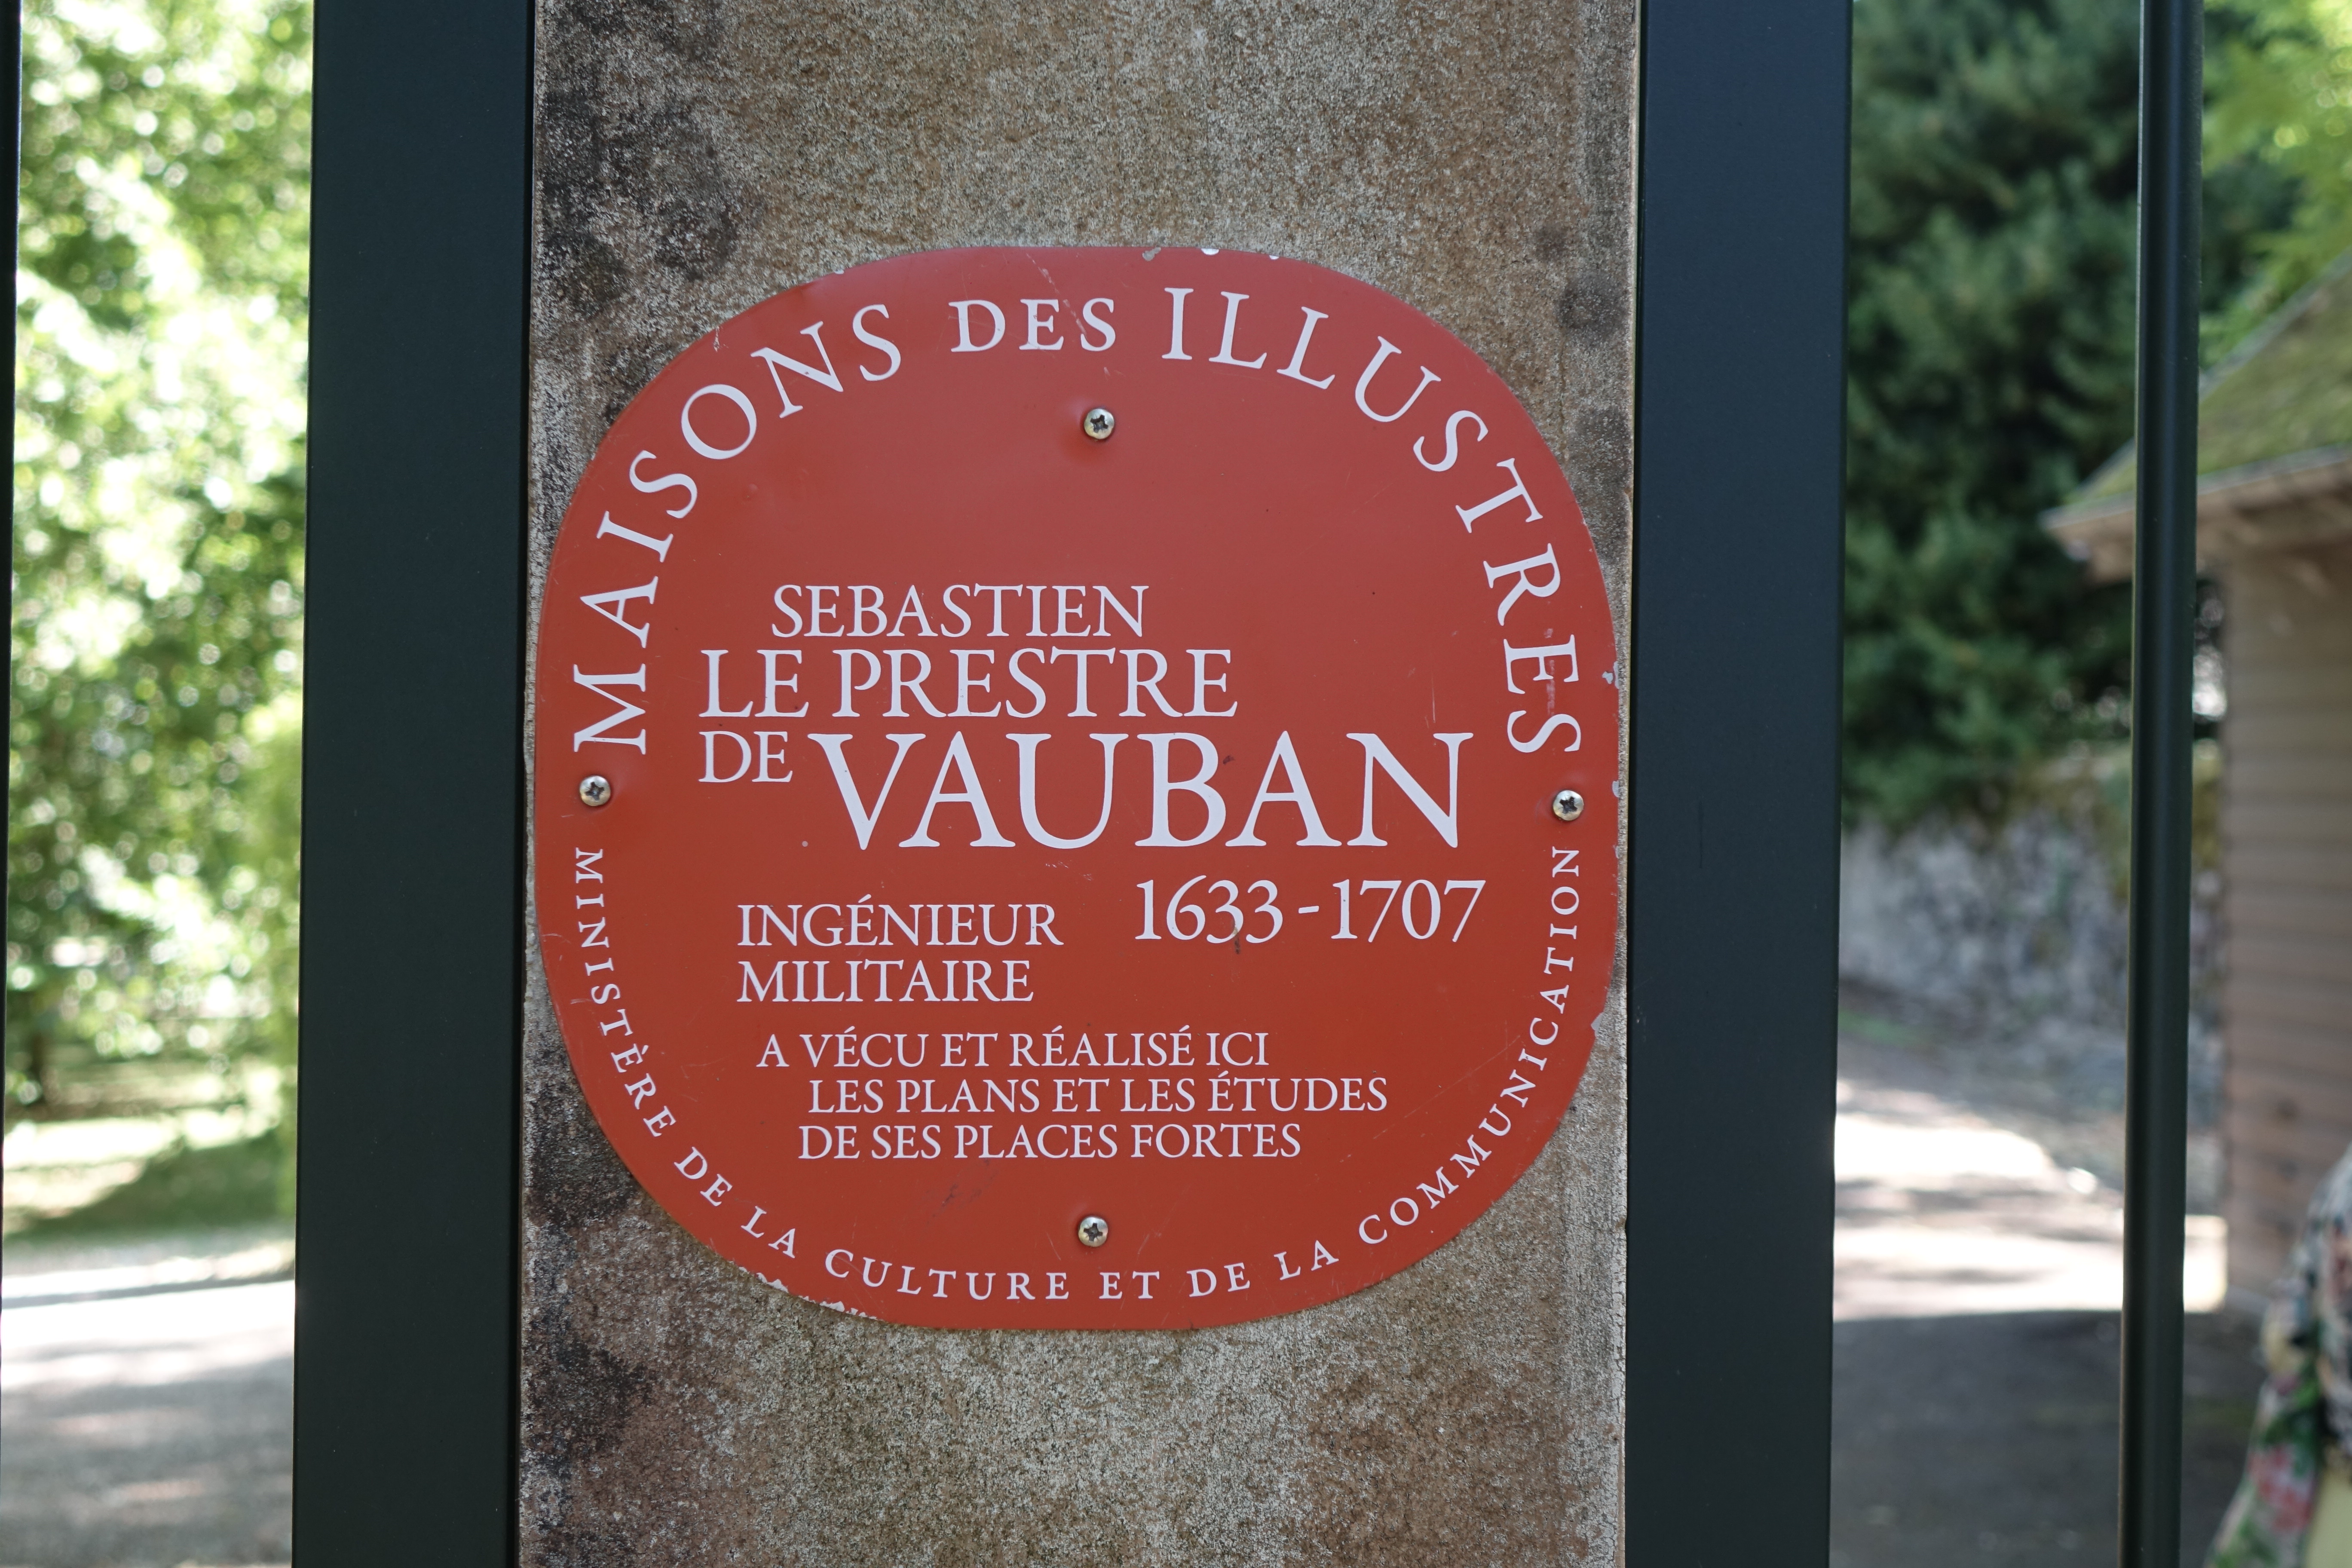 MAISONS DES ILLUSTRES
SEBASTIEN
LE PRESTRE
DE VAUBAN
1633-1707
INGÉNIEUR
MILITAIRE
A VÉCU ET RÉALISÉ ICI
LES PLANS ET LES ÉTUDES
DE SES PLACES FORTES
MINISTÈRE DE LA CULTURE ET DE LA COMMUNICATION